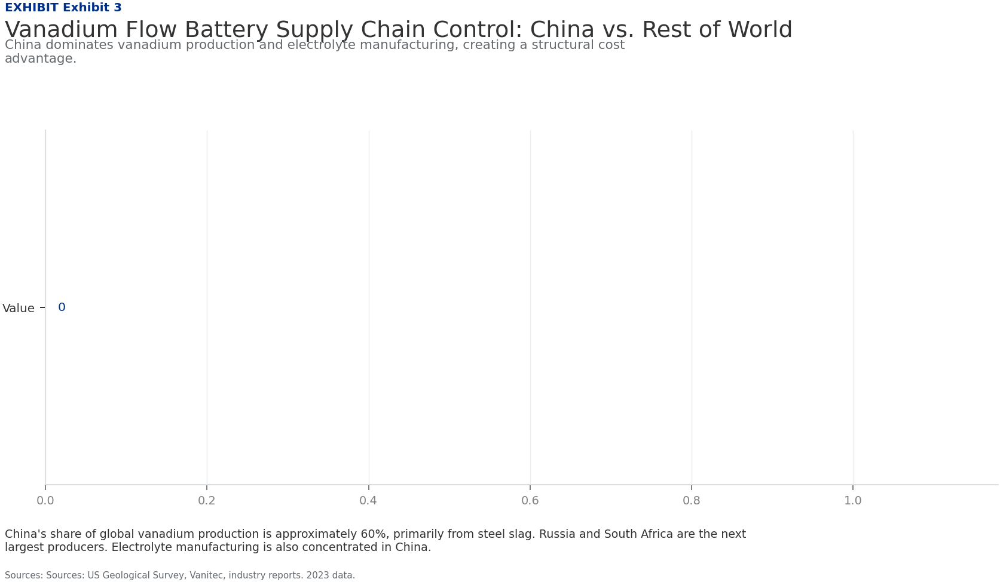 EXHIBIT Exhibit 3
Vanadium Flow Battery Supply Chain Control: China vs. Rest of World
China dominates vanadium production and electrolyte manufacturing, creating a structural cost
advantage.
Value
0
0.0 0.2 0.4 0.6 0.8 1.0
China's share of global vanadium production is approximately 60%, primarily from steel slag. Russia and South Africa are the next
largest producers. Electrolyte manufacturing is also concentrated in China.
Sources: Sources: US Geological Survey, Vanitec, industry reports. 2023 data.